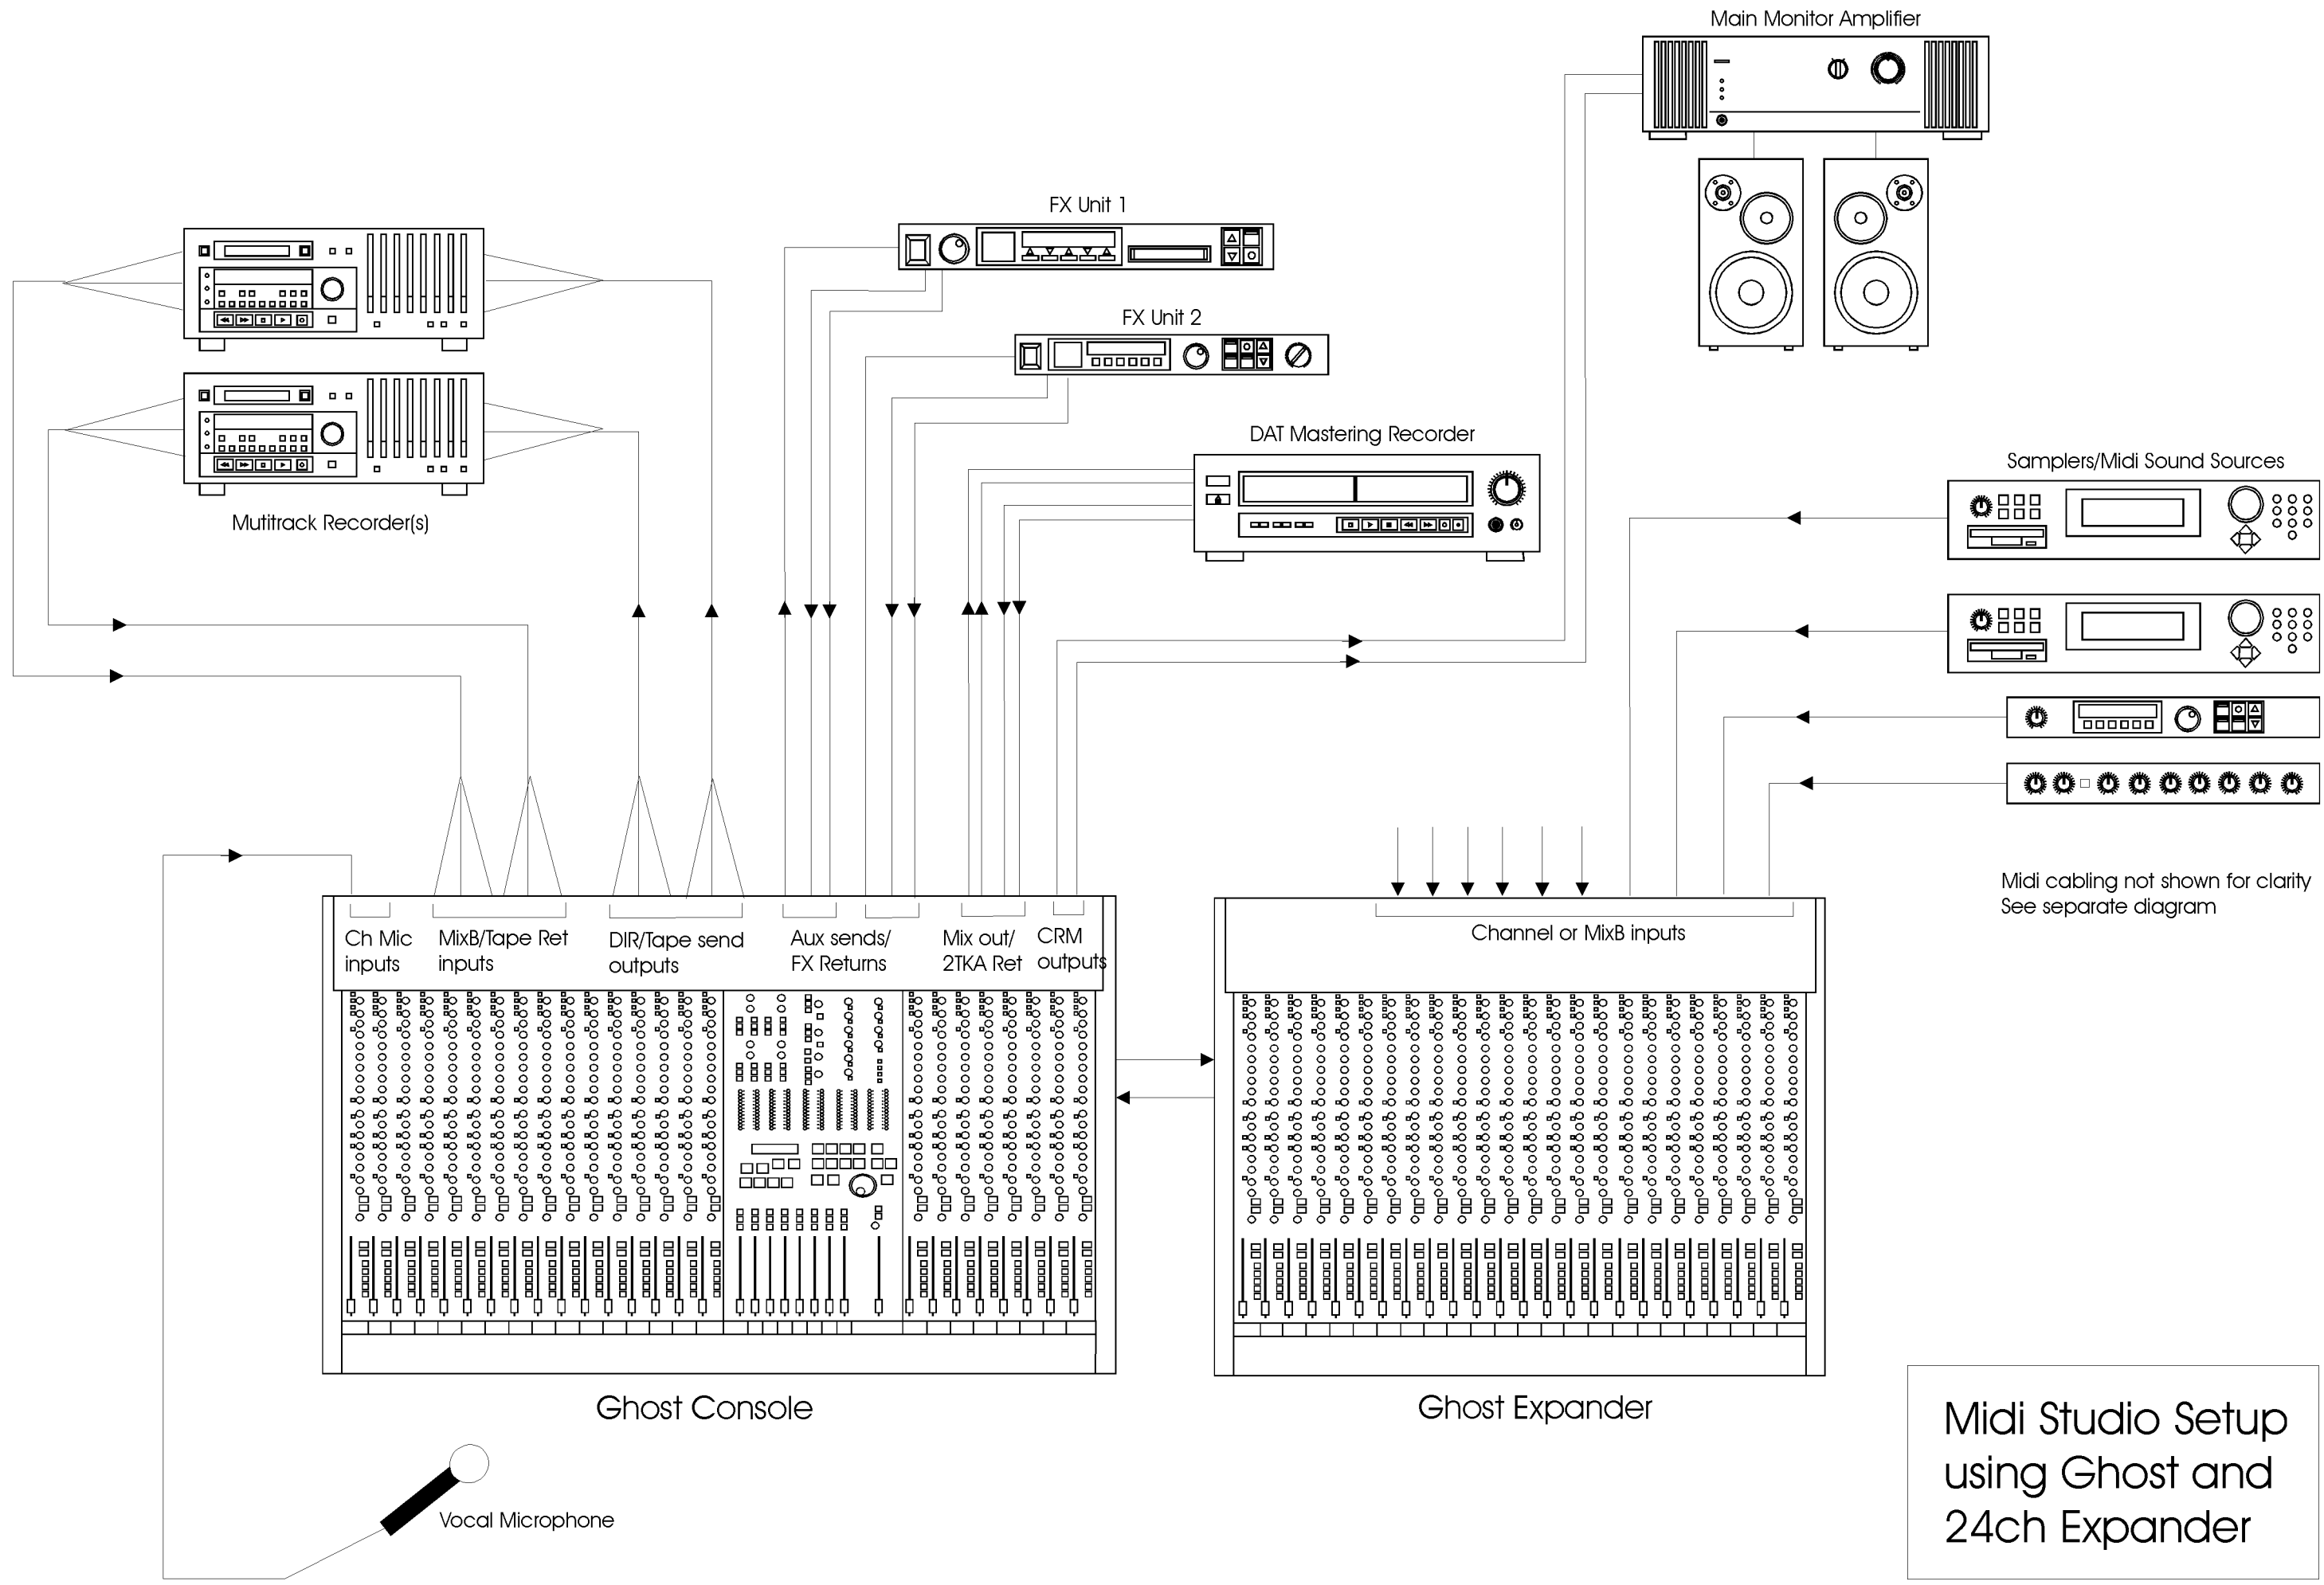 Main Monitor Amplifier
FX Unit 1
FX Unit 2
DAT Mastering Recorder
Samplers/Midi Sound Sources
Mutitrack Recorder(s)
Midi cabling not shown for clarity
See separate diagram
Ch Mic
inputs
MixB/Tape Ret
inputs
DIR/Tape send
outputs
Aux sends/
FX Returns
Mix out/
2TKA Ret
CRM
outputs
Channel or MixB inputs
Ghost Console
Ghost Expander
Vocal Microphone
Midi Studio Setup
using Ghost and
24ch Expander